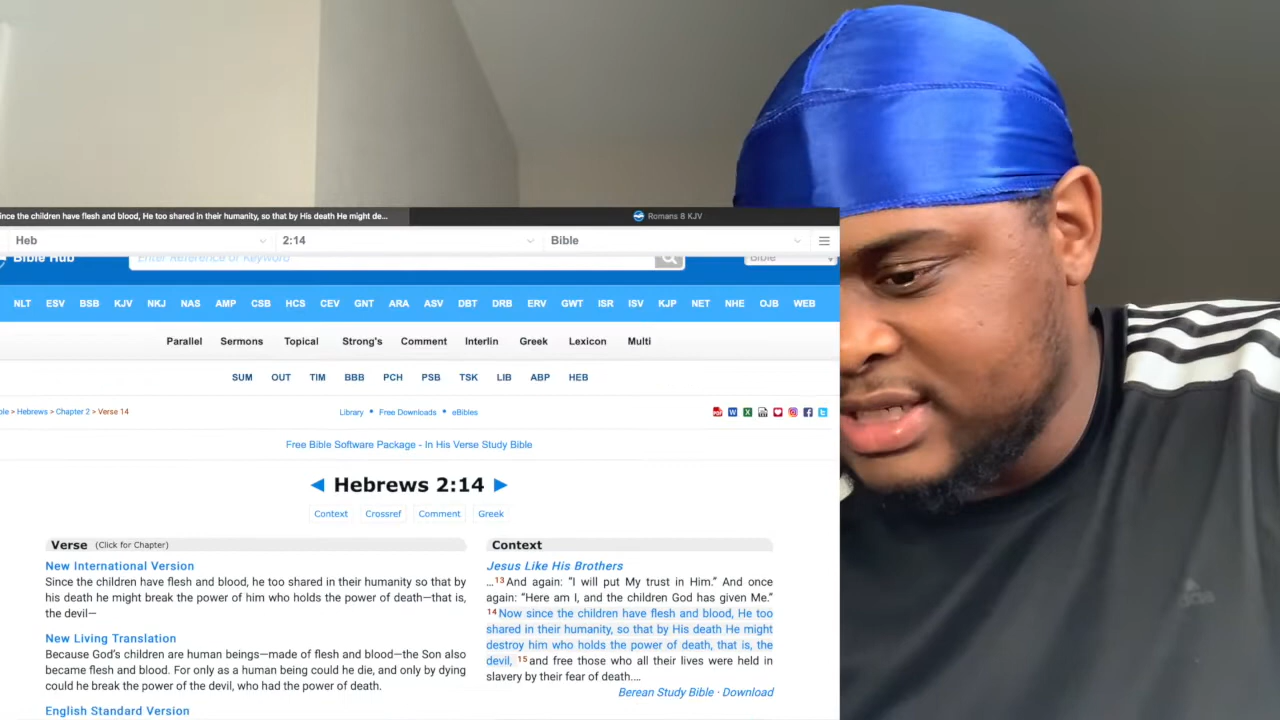 ince the children have flesh and blood, He too shared in their humanity, so that by His death He might de...
Romans 8 KJV
Heb 2:14 Bible
Bible Hub Enter Reference or Keyword Bible
NLT ESV BSB KJV NKJ NAS AMP CSB HCS CEV GNT ARA ASV DBT DRB ERV GWT ISR ISV KJP NET NHE OJB WEB
Parallel Sermons Topical Strong's Comment Interlin Greek Lexicon Multi
SUM OUT TIM BBB PCH PSB TSK LIB ABP HEB
ble > Hebrews > Chapter 2 > Verse 14
Library • Free Downloads • eBibles
Free Bible Software Package - In His Verse Study Bible
◄ Hebrews 2:14 ►
Context Crossref Comment Greek
Verse (Click for Chapter)
New International Version
Since the children have flesh and blood, he too shared in their humanity so that by
his death he might break the power of him who holds the power of death—that is,
the devil—
New Living Translation
Because God's children are human beings—made of flesh and blood—the Son also
became flesh and blood. For only as a human being could he die, and only by dying
could he break the power of the devil, who had the power of death.
English Standard Version
Context
Jesus Like His Brothers
…13And again: “I will put My trust in Him.” And once
again: “Here am I, and the children God has given Me.”
14Now since the children have flesh and blood, He too
shared in their humanity, so that by His death He might
destroy him who holds the power of death, that is, the
devil, 15and free those who all their lives were held in
slavery by their fear of death.…
Berean Study Bible · Download
adidas